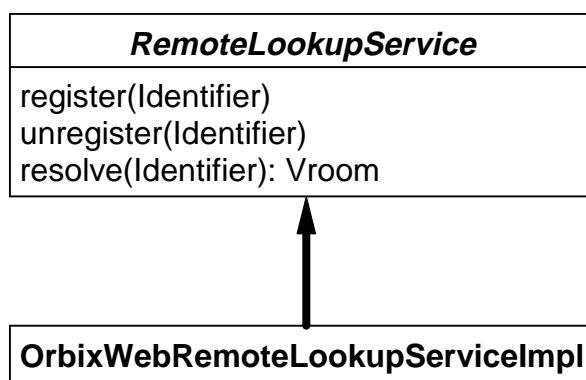 RemoteLookupService
register(Identifier)
unregister(Identifier)
resolve(Identifier): Vroom
OrbixWebRemoteLookupServiceImpl